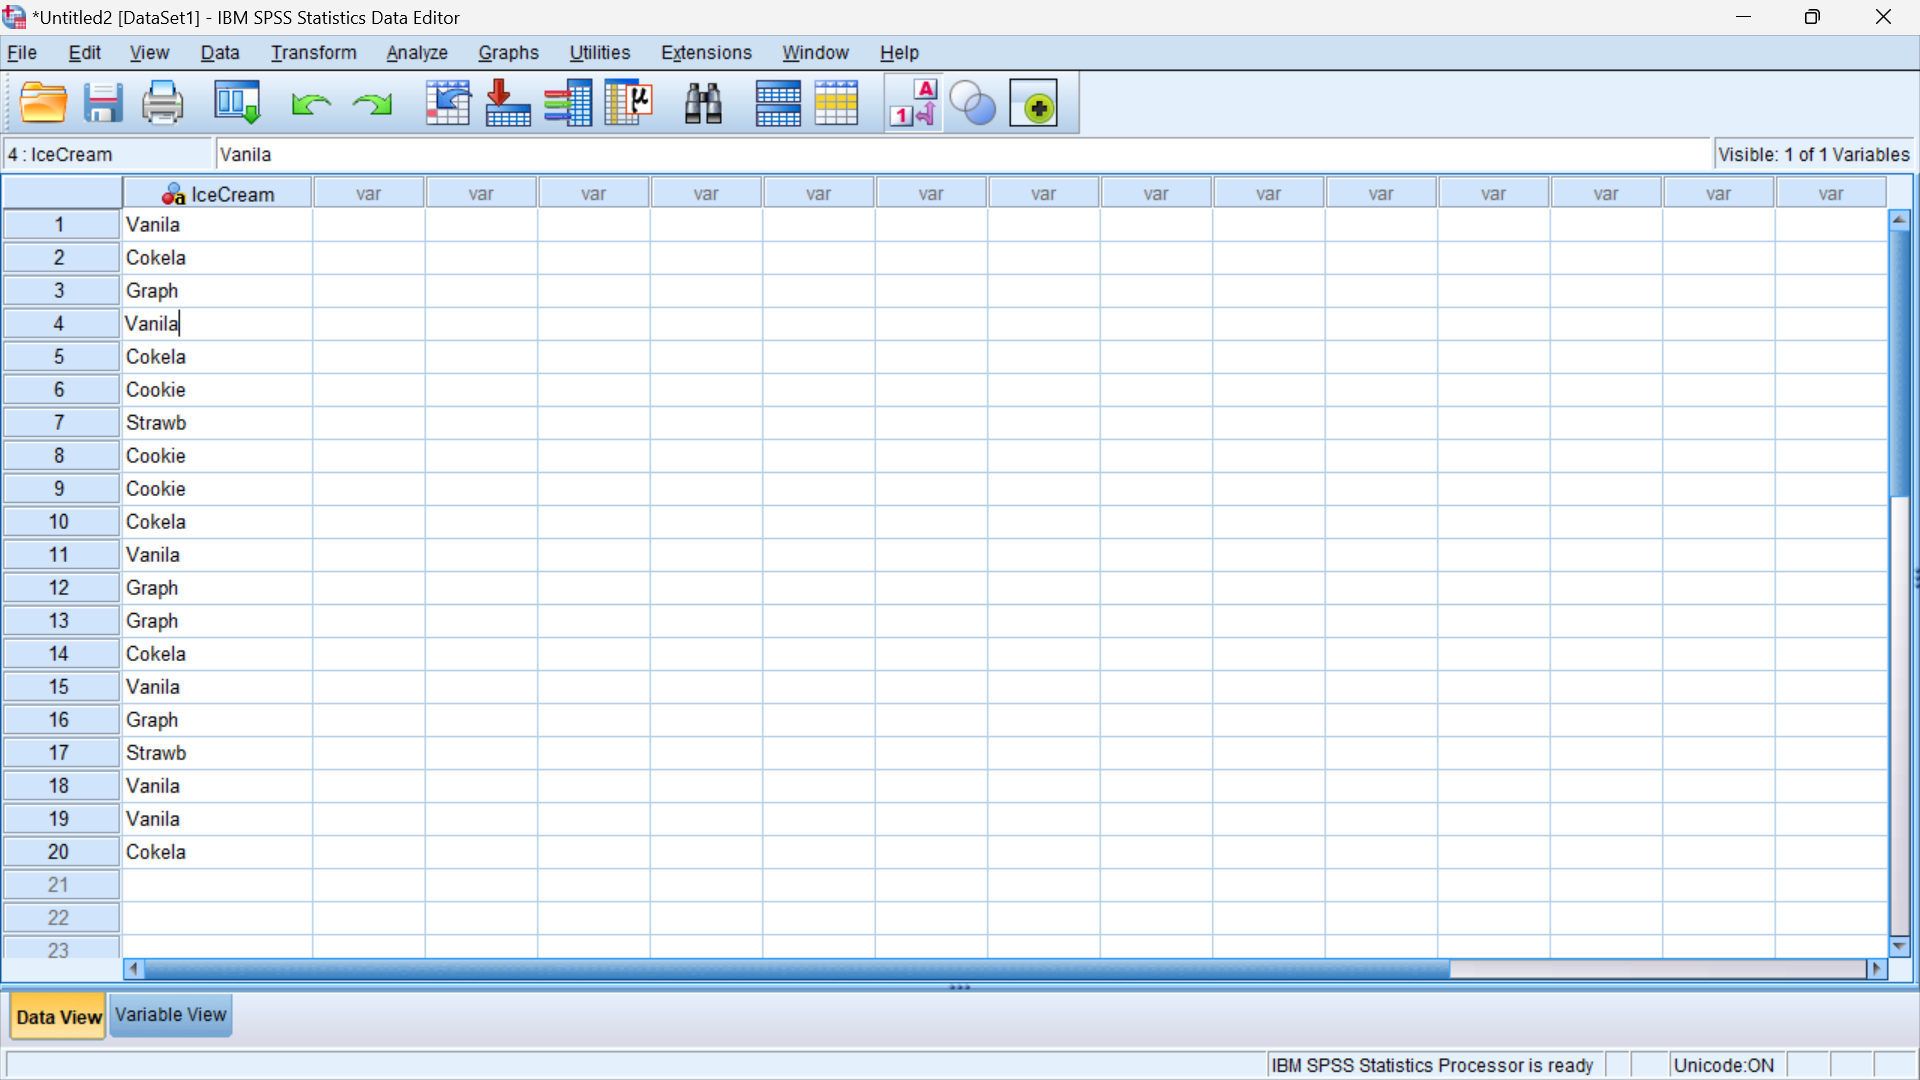 *Untitled2 [DataSet1] - IBM SPSS Statistics Data Editor
File Edit View Data Transform Analyze Graphs Utilities Extensions Window Help
4 : IceCream Vanila Visible: 1 of 1 Variables
IceCream var var var var var var var var var var var var var var
1 Vanila
2 Cokela
3 Graph
4 Vanila
5 Cokela
6 Cookie
7 Strawb
8 Cookie
9 Cookie
10 Cokela
11 Vanila
12 Graph
13 Graph
14 Cokela
15 Vanila
16 Graph
17 Strawb
18 Vanila
19 Vanila
20 Cokela
21
22
23
Data View Variable View
IBM SPSS Statistics Processor is ready Unicode:ON